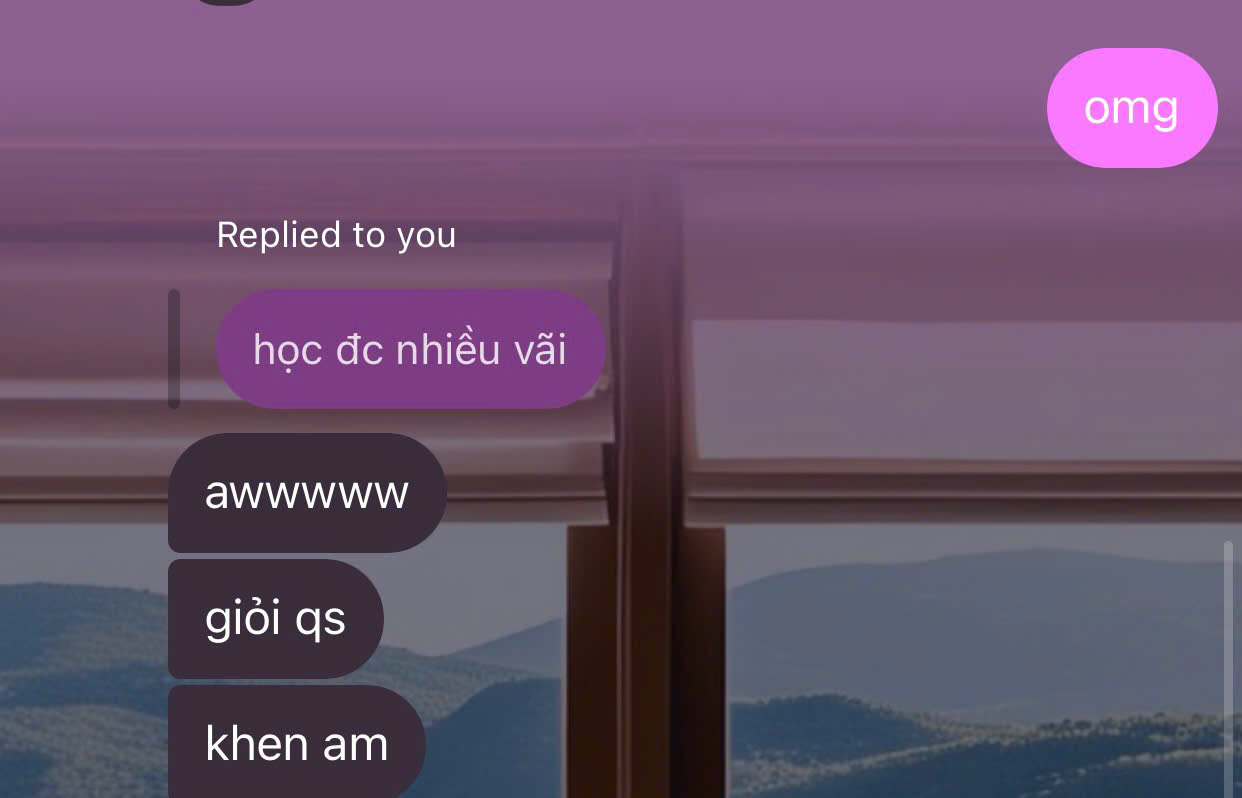 omg
Replied to you
học đc nhiều vãi
awwwww
giỏi qs
khen am